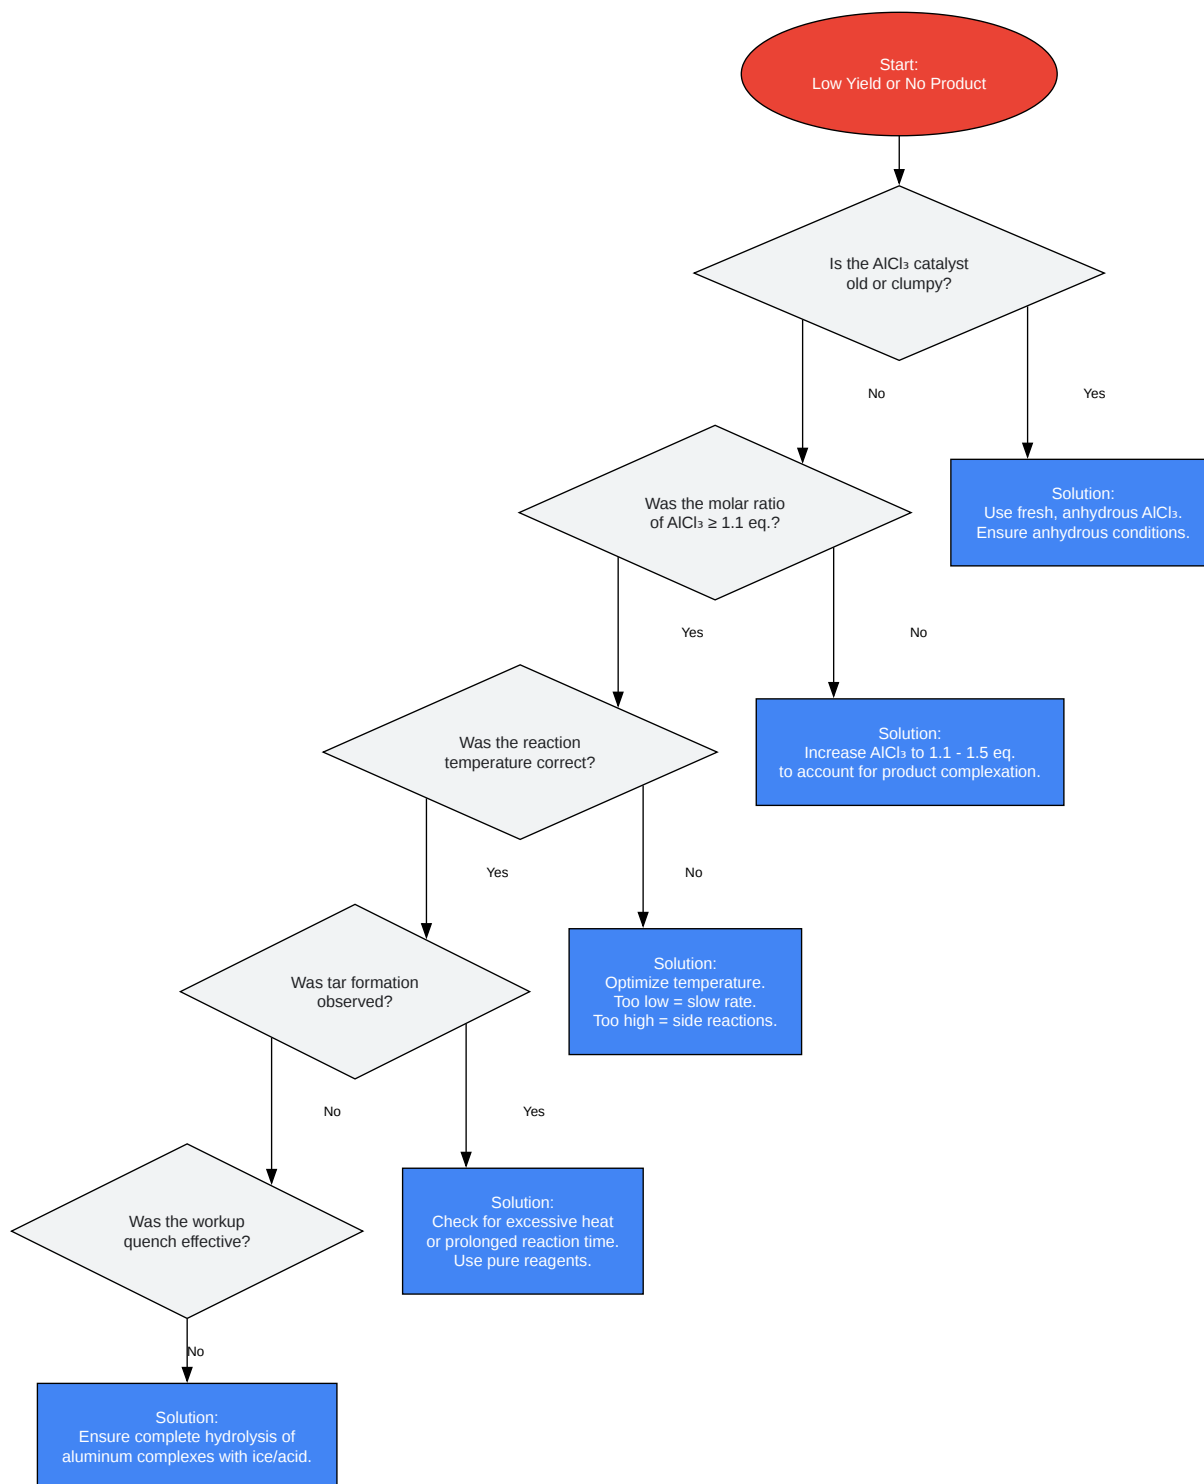 Start:
Low Yield or No Product
Is the AlCl₃ catalyst
old or clumpy?
No
Yes
Was the molar ratio
of AlCl₃ ≥ 1.1 eq.?
Solution:
Use fresh, anhydrous AlCl₃.
Ensure anhydrous conditions.
Yes
No
Was the reaction
temperature correct?
Solution:
Increase AlCl₃ to 1.1 - 1.5 eq.
to account for product complexation.
Yes
No
Was tar formation
observed?
Solution:
Optimize temperature.
Too low = slow rate.
Too high = side reactions.
No
Yes
Was the workup
quench effective?
Solution:
Check for excessive heat
or prolonged reaction time.
Use pure reagents.
No
Solution:
Ensure complete hydrolysis of
aluminum complexes with ice/acid.